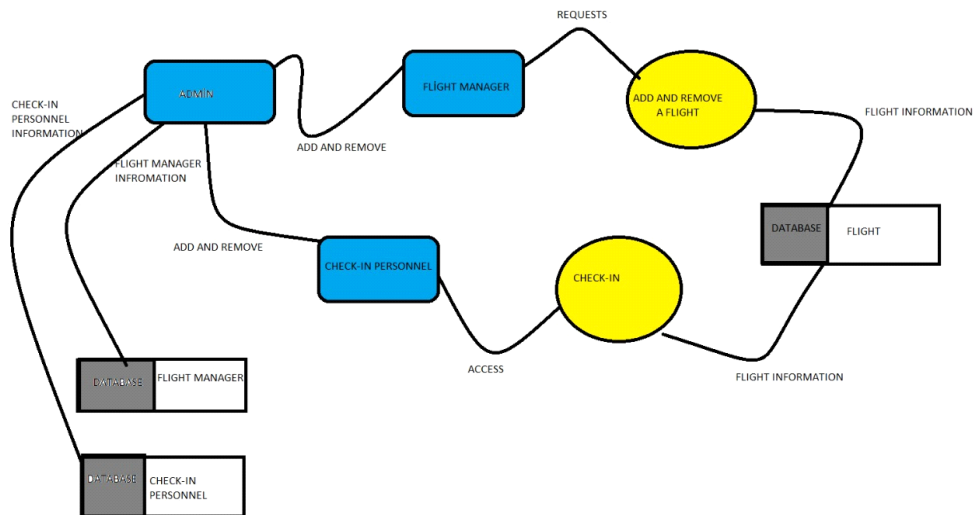 REQUESTS
ADMIN
FLİGHT MANAGER
ADD AND REMOVE
A FLIGHT
CHECK-IN
PERSONNEL
INFORMATION
FLIGHT INFORMATION
ADD AND REMOVE
FLIGHT MANAGER
INFROMATION
DATABASE
FLIGHT
ADD AND REMOVE
CHECK-IN PERSONNEL
CHECK-IN
ACCESS
FLIGHT INFORMATION
DATABASE
FLIGHT MANAGER
DATABASE
CHECK-IN
PERSONNEL